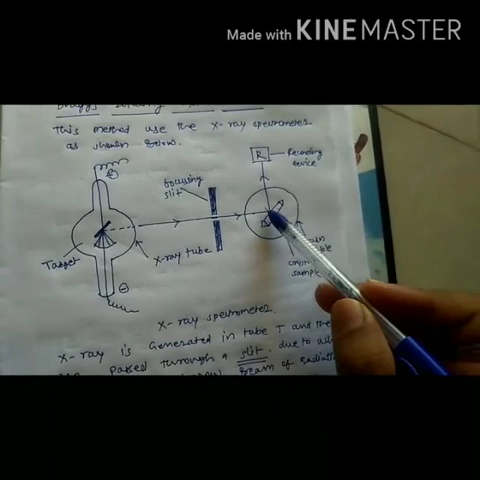 Made with KINEMASTER
This method use the X-ray spectrometer
as shown below.
R
Recording
device
focussing
slit
⊕
Target
X-ray tube
sample
⊖
X-ray spectrometer
X-ray is Generated in tube T and the
passed through a slit. due to
beam of